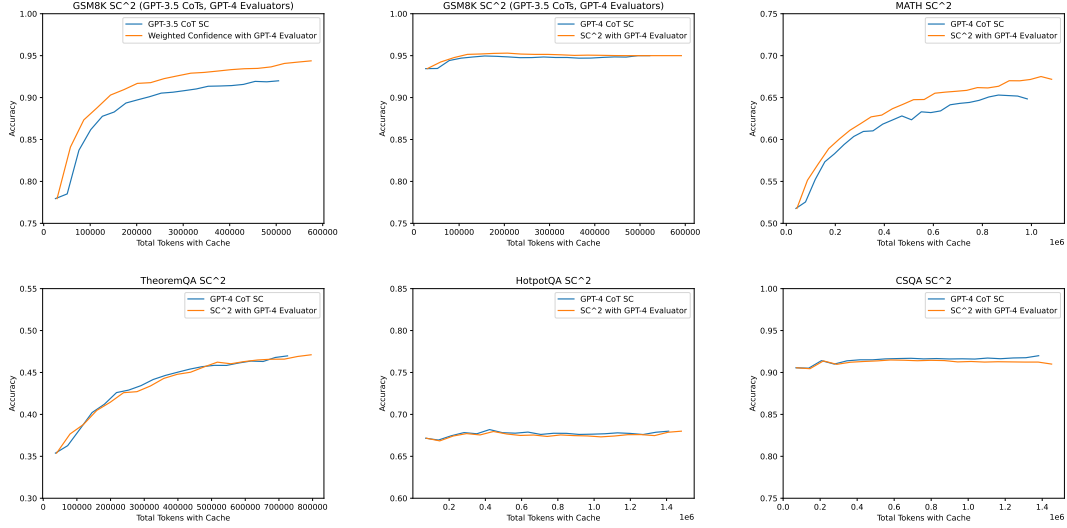 GSM8K SC^2 (GPT-3.5 CoTs, GPT-4 Evaluators)
GPT-3.5 CoT SC
Weighted Confidence with GPT-4 Evaluator
Accuracy
1.00
0.95
0.90
0.85
0.80
0.75
0
100000
200000
300000
400000
500000
600000
Total Tokens with Cache
GSM8K SC^2 (GPT-3.5 CoTs, GPT-4 Evaluators)
GPT-4 CoT SC
SC^2 with GPT-4 Evaluator
Accuracy
1.00
0.95
0.90
0.85
0.80
0.75
0
100000
200000
300000
400000
500000
600000
Total Tokens with Cache
MATH SC^2
GPT-4 CoT SC
SC^2 with GPT-4 Evaluator
Accuracy
0.75
0.70
0.65
0.60
0.55
0.50
0.0
0.2
0.4
0.6
0.8
1.0
1e6
Total Tokens with Cache
TheoremQA SC^2
GPT-4 CoT SC
SC^2 with GPT-4 Evaluator
Accuracy
0.55
0.50
0.45
0.40
0.35
0.30
0
100000
200000
300000
400000
500000
600000
700000
800000
Total Tokens with Cache
HotpotQA SC^2
GPT-4 CoT SC
SC^2 with GPT-4 Evaluator
Accuracy
0.85
0.80
0.75
0.70
0.65
0.60
0.2
0.4
0.6
0.8
1.0
1.2
1.4
1e6
Total Tokens with Cache
CSQA SC^2
GPT-4 CoT SC
SC^2 with GPT-4 Evaluator
Accuracy
1.00
0.95
0.90
0.85
0.80
0.75
0.0
0.2
0.4
0.6
0.8
1.0
1.2
1.4
1e6
Total Tokens with Cache